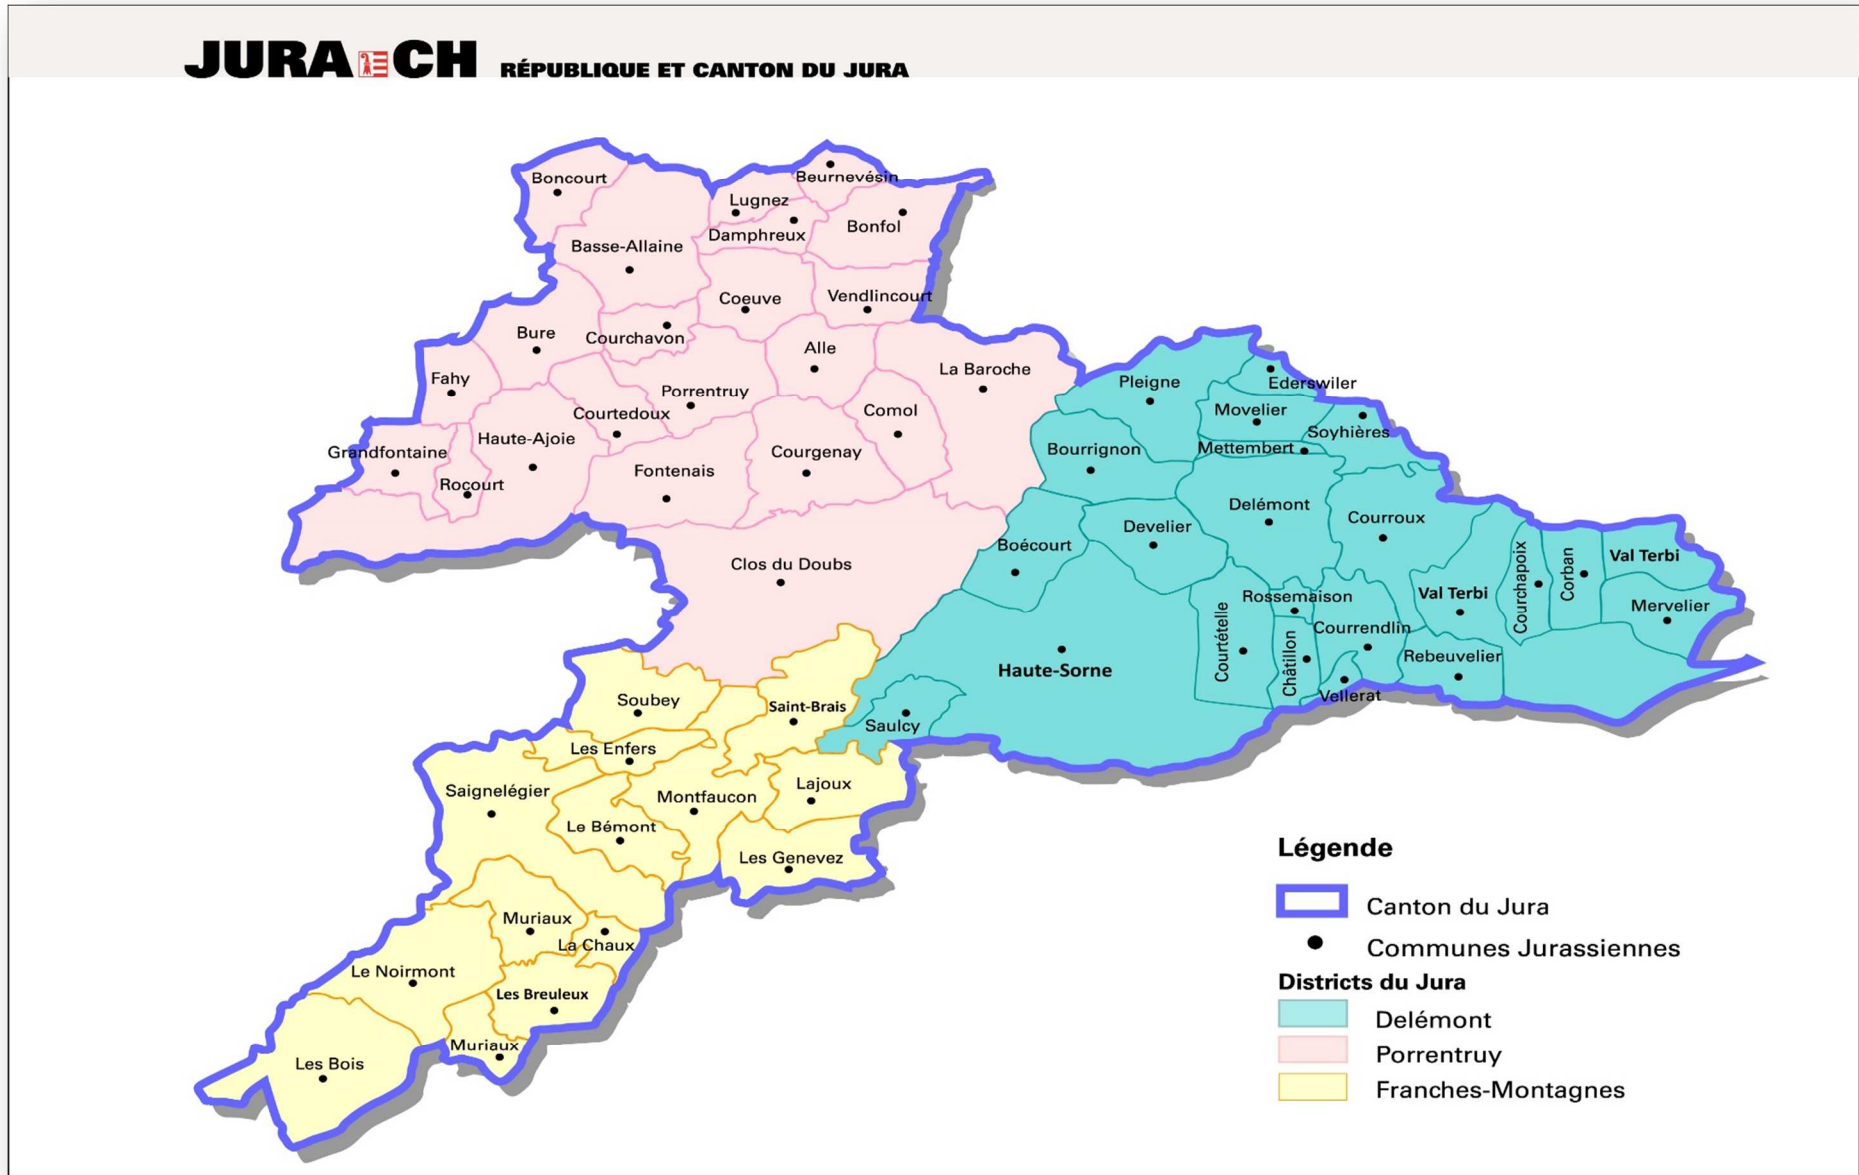 JURA CH RÉPUBLIQUE ET CANTON DU JURA
Boncourt
Beurnevésin
Lugnez
Damphreux
Bonfol
Basse-Allaine
Coeuve
Vendlincourt
Bure
Courchavon
Alle
La Baroche
Fahy
Porrentruy
Courtedoux
Comol
Grandfontaine
Haute-Ajoie
Rocourt
Fontenais
Courgenay
Clos du Doubs
Pleigne
Ederswiler
Movelier
Soyhières
Mettembert
Bourrignon
Delémont
Develier
Courroux
Boécourt
Courchapoix
Corban
Val Terbi
Val Terbi
Mervelier
Rossemaison
Courtételle
Châtillon
Courrendlin
Rebeuvelier
Vellerat
Haute-Sorne
Saulcy
Soubey
Saint-Brais
Les Enfers
Saignelégier
Montfaucon
Lajoux
Le Bémont
Les Genevez
Muriaux
La Chaux
Le Noirmont
Les Breuleux
Muriaux
Les Bois
Légende
Canton du Jura
Communes Jurassiennes
Districts du Jura
Delémont
Porrentruy
Franches-Montagnes